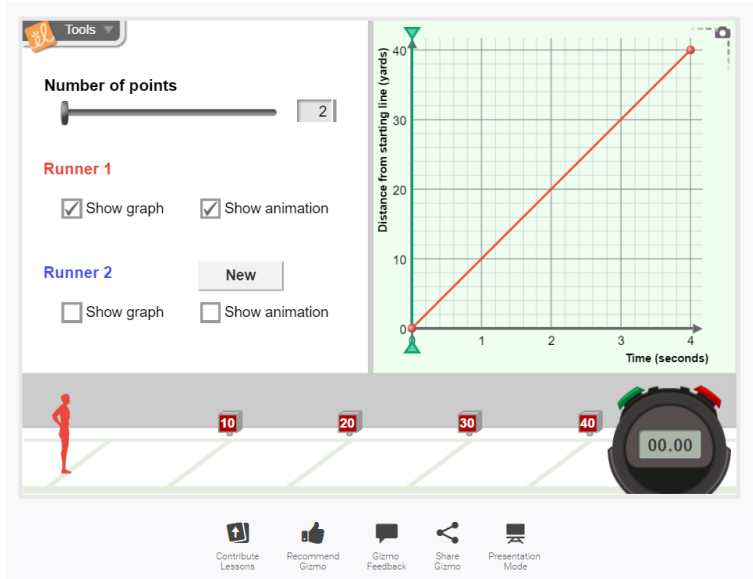 Tools
Number of points
2
Runner 1
Show graph
Show animation
Runner 2
New
Show graph
Show animation
Distance from starting line (yards)
40
30
20
10
0
0
1
2
3
4
Time (seconds)
10
20
30
40
00.00
Contribute
Lessons
Recommend
Gizmo
Gizmo
Feedback
Share
Gizmo
Presentation
Mode